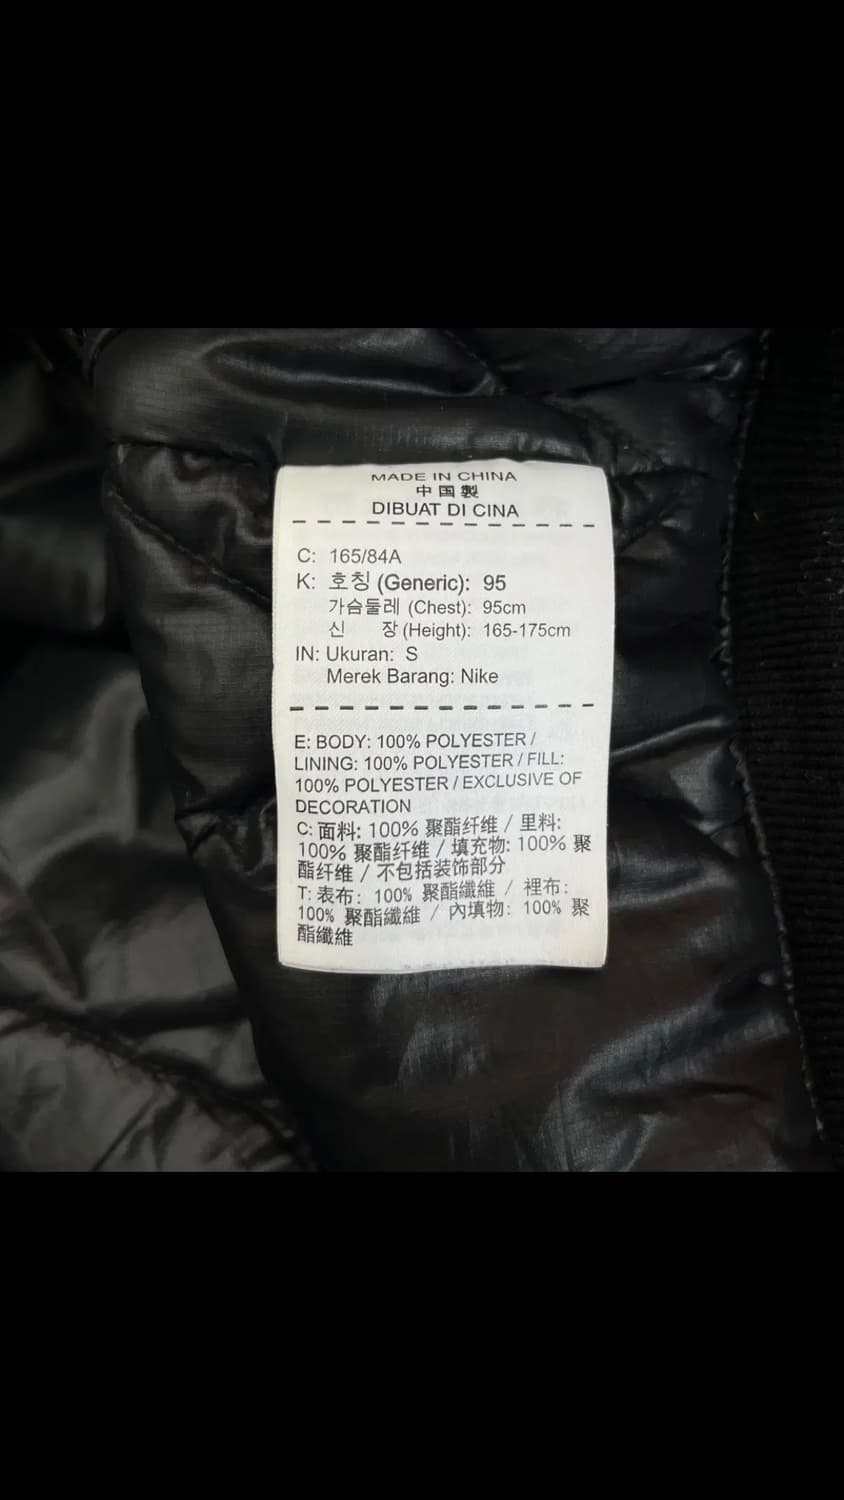 MADE IN CHINA
中国製
DIBUAT DI CINA
C: 165/84A
K: 호칭 (Generic): 95
가슴둘레 (Chest): 95cm
신 장 (Height): 165-175cm
IN: Ukuran: S
Merek Barang: Nike
E: BODY: 100% POLYESTER /
LINING: 100% POLYESTER / FILL:
100% POLYESTER / EXCLUSIVE OF
DECORATION
C: 面料: 100% 聚酯纤维 / 里料:
100% 聚酯纤维 / 填充物: 100% 聚
酯纤维 / 不包括装饰部分
T: 表布: 100% 聚酯纖維 / 裡布:
100% 聚酯纖維 / 內填物: 100% 聚
酯纖維